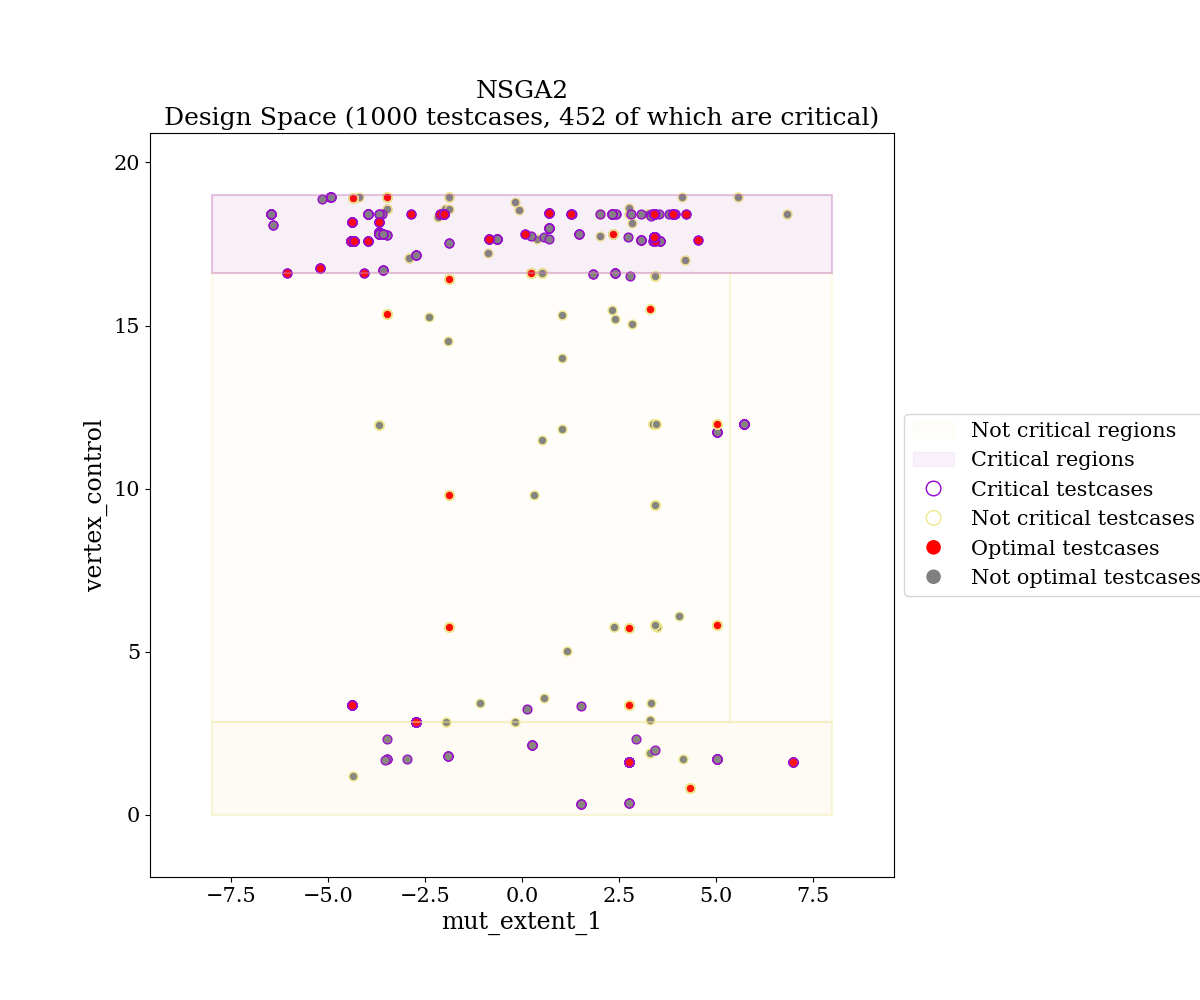 NSGA2
Design Space (1000 testcases, 452 of which are critical)
20
15
10
5
0
vertex_control
−7.5 −5.0 −2.5 0.0 2.5 5.0 7.5
mut_extent_1
Not critical regions
Critical regions
Critical testcases
Not critical testcases
Optimal testcases
Not optimal testcases